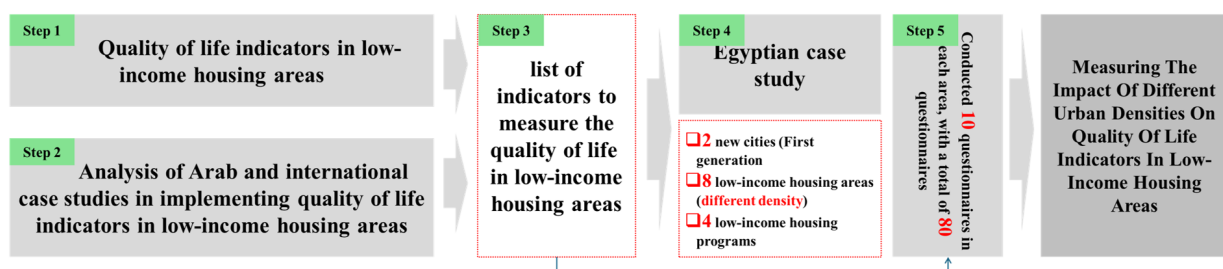 Step 1
Quality of life indicators in low-
income housing areas
Step 2
Analysis of Arab and international
case studies in implementing quality of life
indicators in low-income housing areas
Step 3
list of
indicators to
measure the
quality of life
in low-income
housing areas
Step 4
Egyptian case
study
❑2 new cities (First
generation
❑8 low-income housing areas
(different density)
❑4 low-income housing
programs
Step 5
Conducted 10 questionnaires in
each area, with a total of 80
questionnaires
Measuring The
Impact Of Different
Urban Densities On
Quality Of Life
Indicators In Low-
Income Housing
Areas